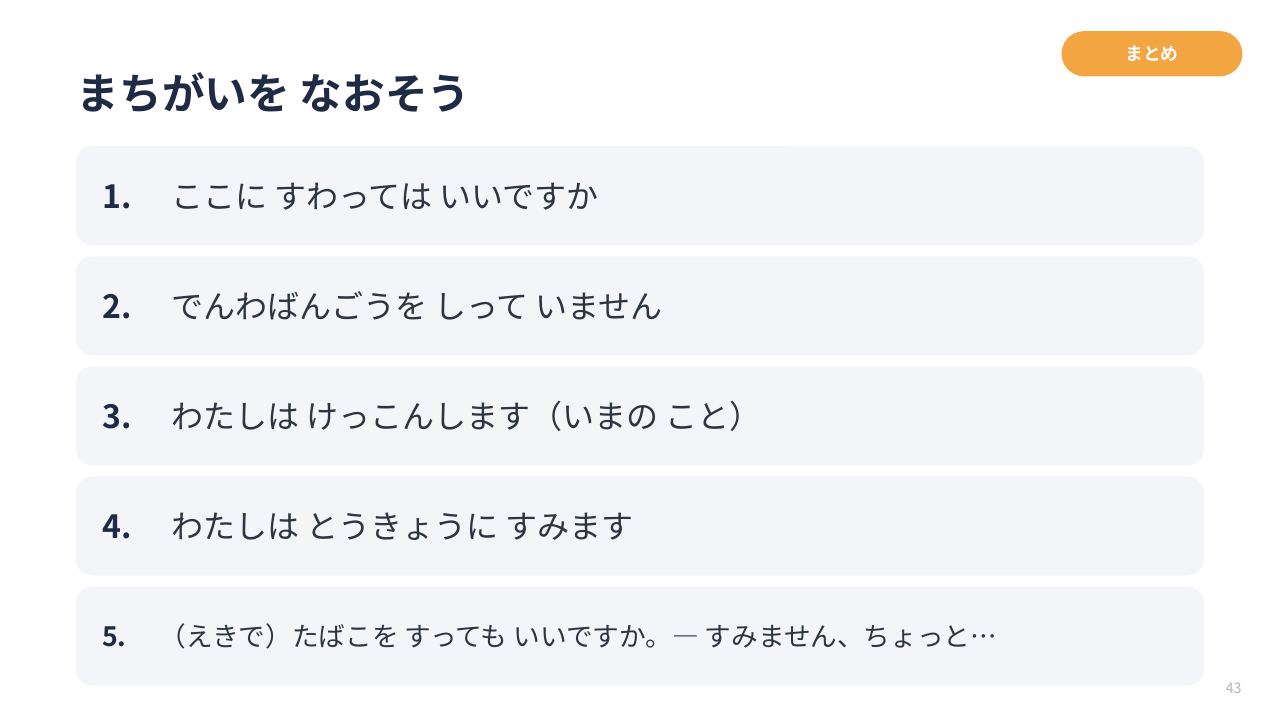 まとめ
まちがいを なおそう
1. ここに すわっては いいですか
2. でんわばんごうを しって いません
3. わたしは けっこんします（いまの こと）
4. わたしは とうきょうに すみます
5. （えきで）たばこを すっても いいですか。― すみません、ちょっと…
43